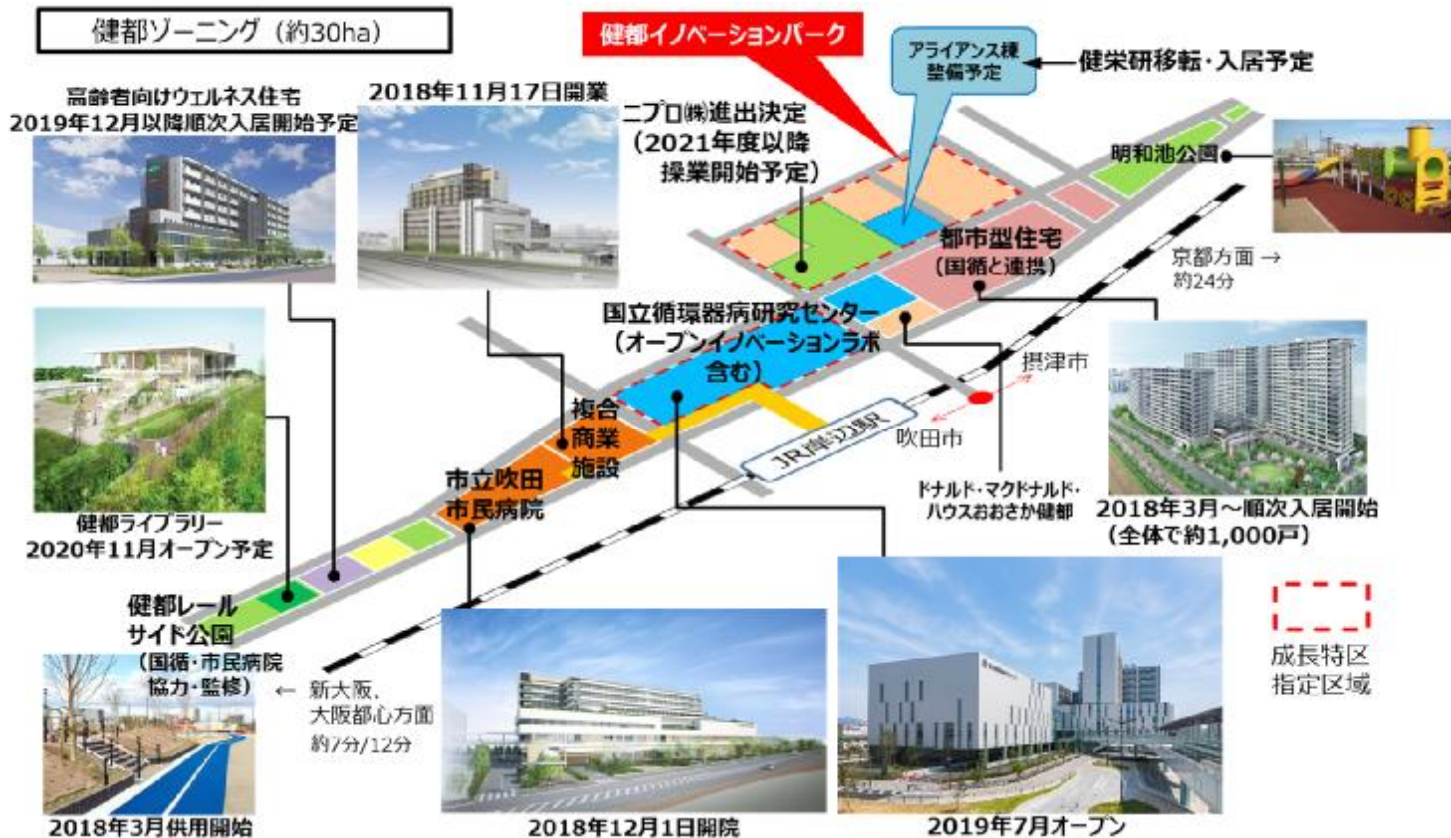 健都ゾーニング（約30ha）
健都イノベーションパーク
アライアンス棟
整備予定
健栄研移転・入居予定
高齢者向けウェルネス住宅
2019年12月以降順次入居開始予定
2018年11月17日開業
ニプロ㈱進出決定
（2021年度以降
操業開始予定）
明和池公園
都市型住宅
（国循と連携）
京都方面 →
約24分
国立循環器病研究センター
（オープンイノベーションラボ
含む）
摂津市
吹田市
複合
商業
施設
JR岸辺駅
市立吹田
市民病院
ドナルド・マクドナルド・
ハウスおおさか健都
2018年3月～順次入居開始
（全体で約1,000戸）
健都ライブラリー
2020年11月オープン予定
健都レール
サイド公園
（国循・市民病院
協力・監修）
← 新大阪、
大阪都心方面
約7分/12分
成長特区
指定区域
2018年3月供用開始
2018年12月1日開院
2019年7月オープン